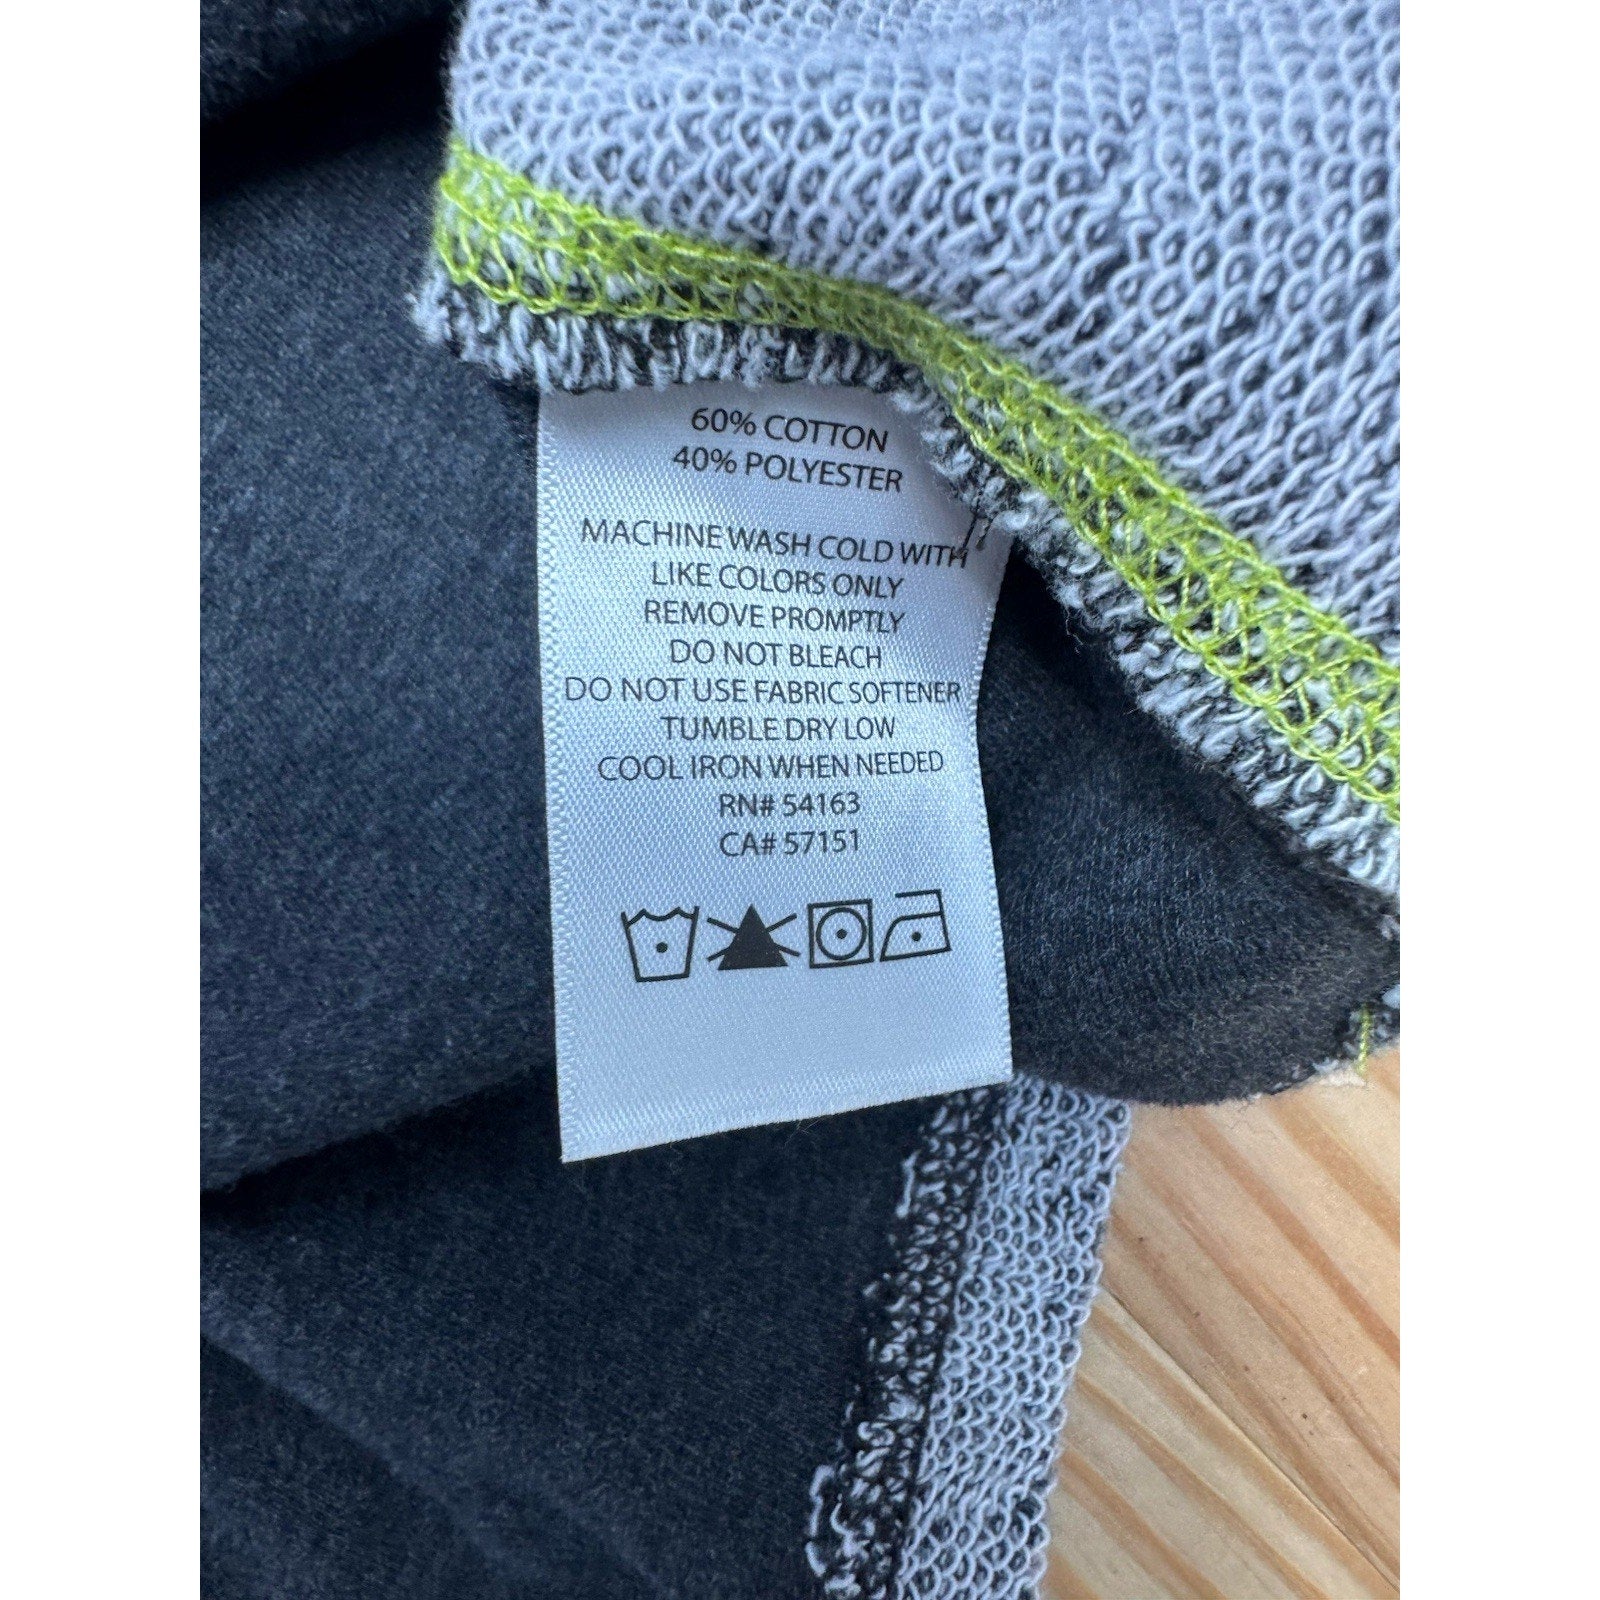 60% COTTON
40% POLYESTER
MACHINE WASH COLD WITH
LIKE COLORS ONLY
REMOVE PROMPTLY
DO NOT BLEACH
DO NOT USE FABRIC SOFTENER
TUMBLE DRY LOW
COOL IRON WHEN NEEDED
RN# 54163
CA# 57151